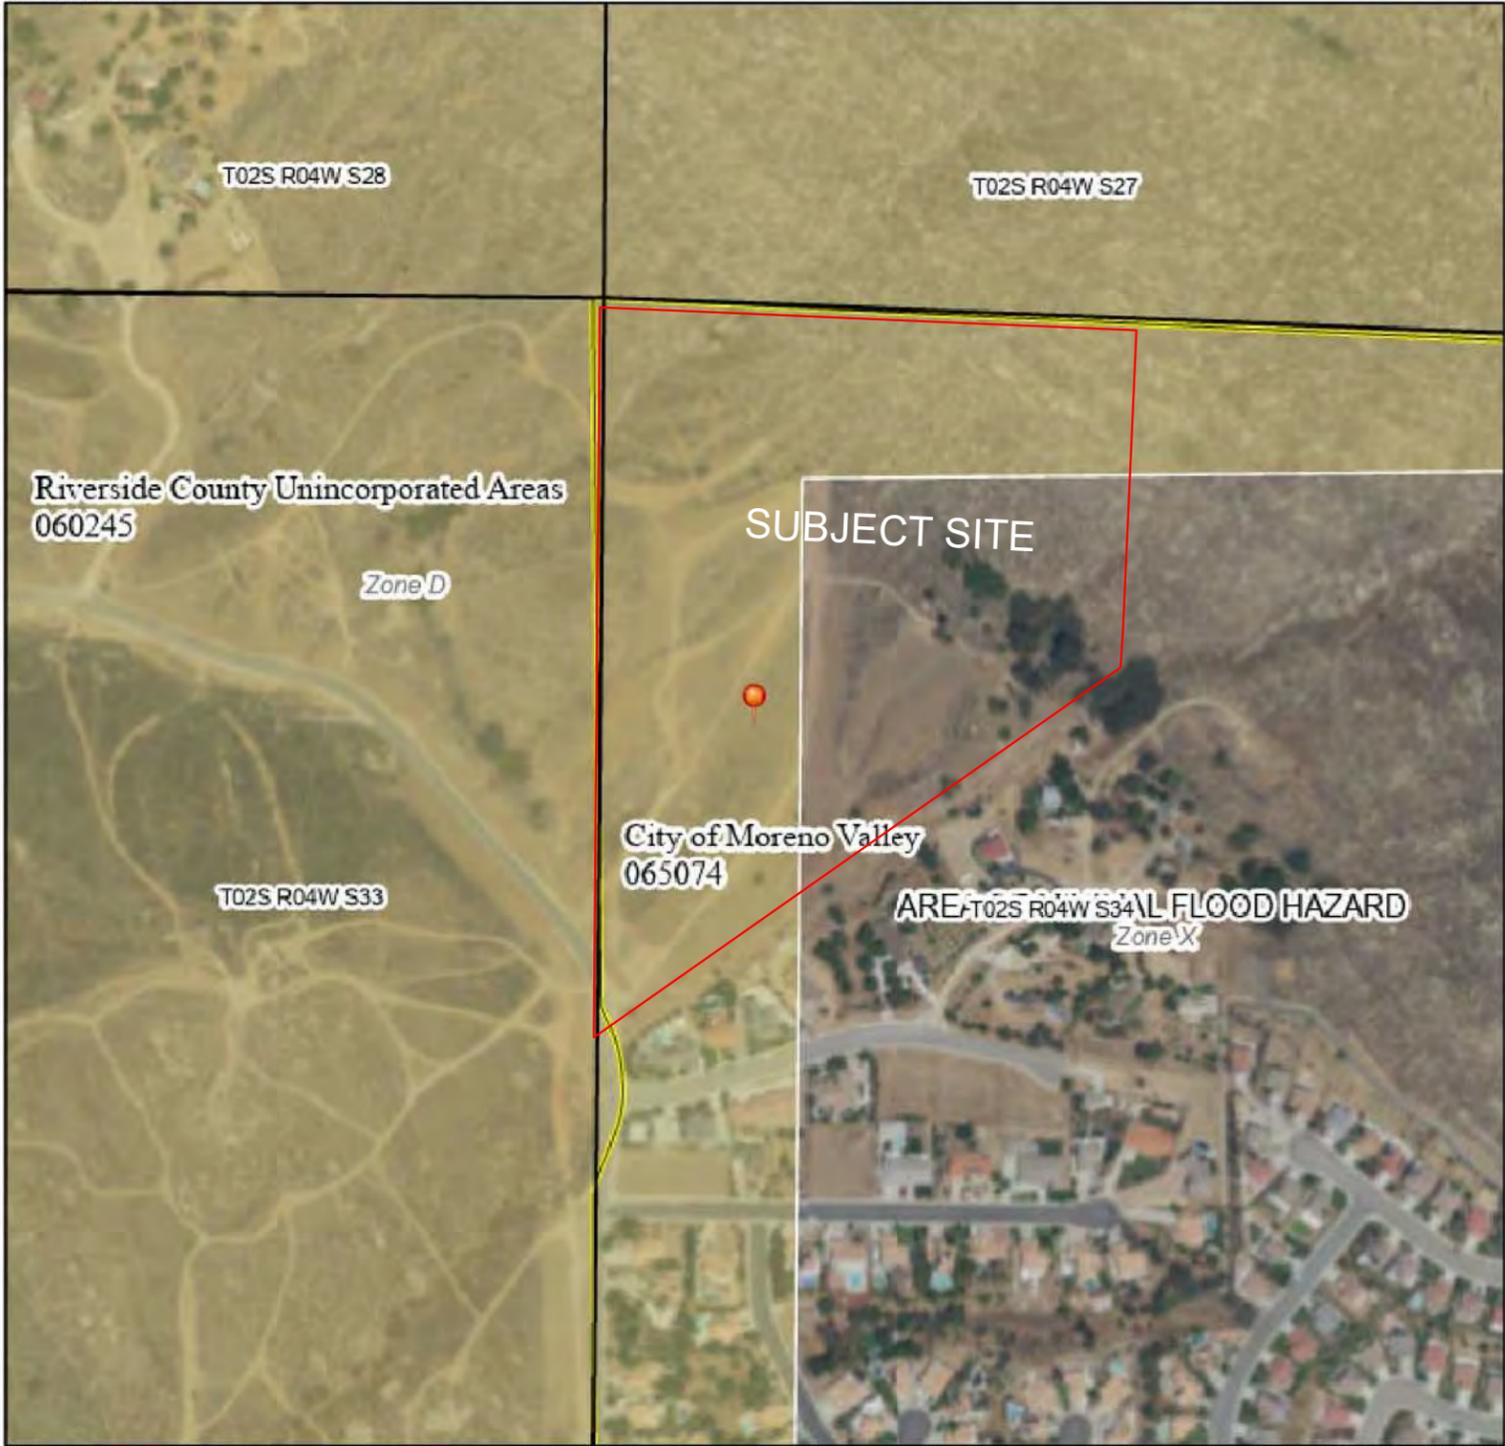 T02S R04W S28
T02S R04W S27
Riverside County Unincorporated Areas
060245
SUBJECT SITE
Zone D
City of Moreno Valley
065074
T02S R04W S33
T02S R04W S34
FLOOD HAZARD
Zone X